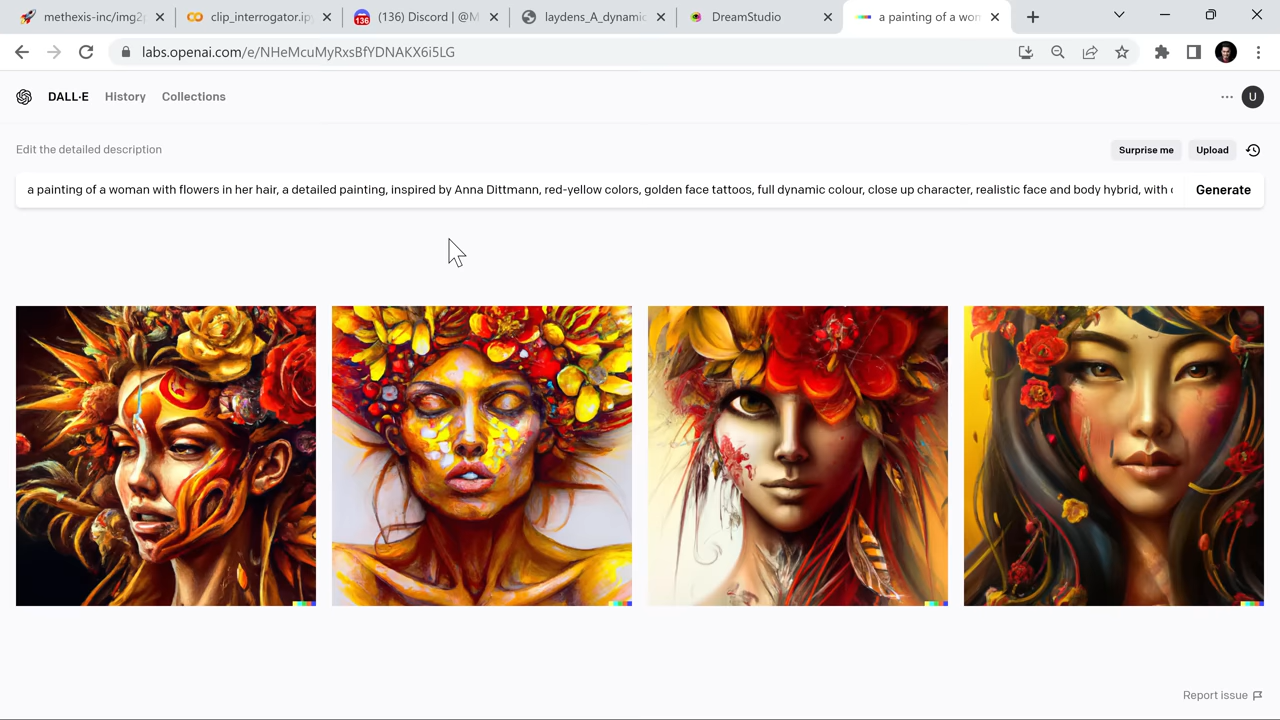 methexis-inc/img2
clip_interrogator.ip
(136) Discord | @M
laydens_A_dynamic
DreamStudio
a painting of a won
136
labs.openai.com/e/NHeMcuMyRxsBfYDNAKX6i5LG
DALL·E History Collections
U
Edit the detailed description
Surprise me
Upload
a painting of a woman with flowers in her hair, a detailed painting, inspired by Anna Dittmann, red-yellow colors, golden face tattoos, full dynamic colour, close up character, realistic face and body hybrid, with
Generate
Report issue